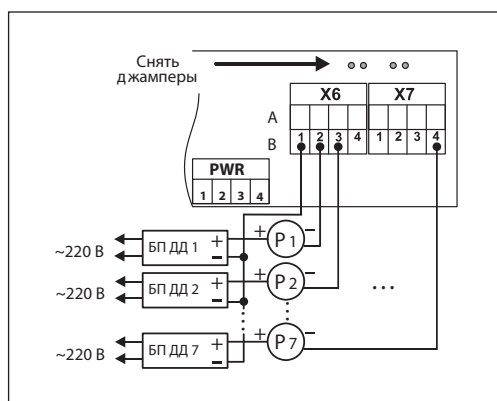 Снять
джамперы
X6 X7
A
B
1 2 3 4 1 2 3 4
PWR
1 2 3 4
~220 В БП ДД 1 + − + P 1 −
~220 В БП ДД 2 + − + P 2 − ...
~220 В БП ДД 7 + − + P 7 −